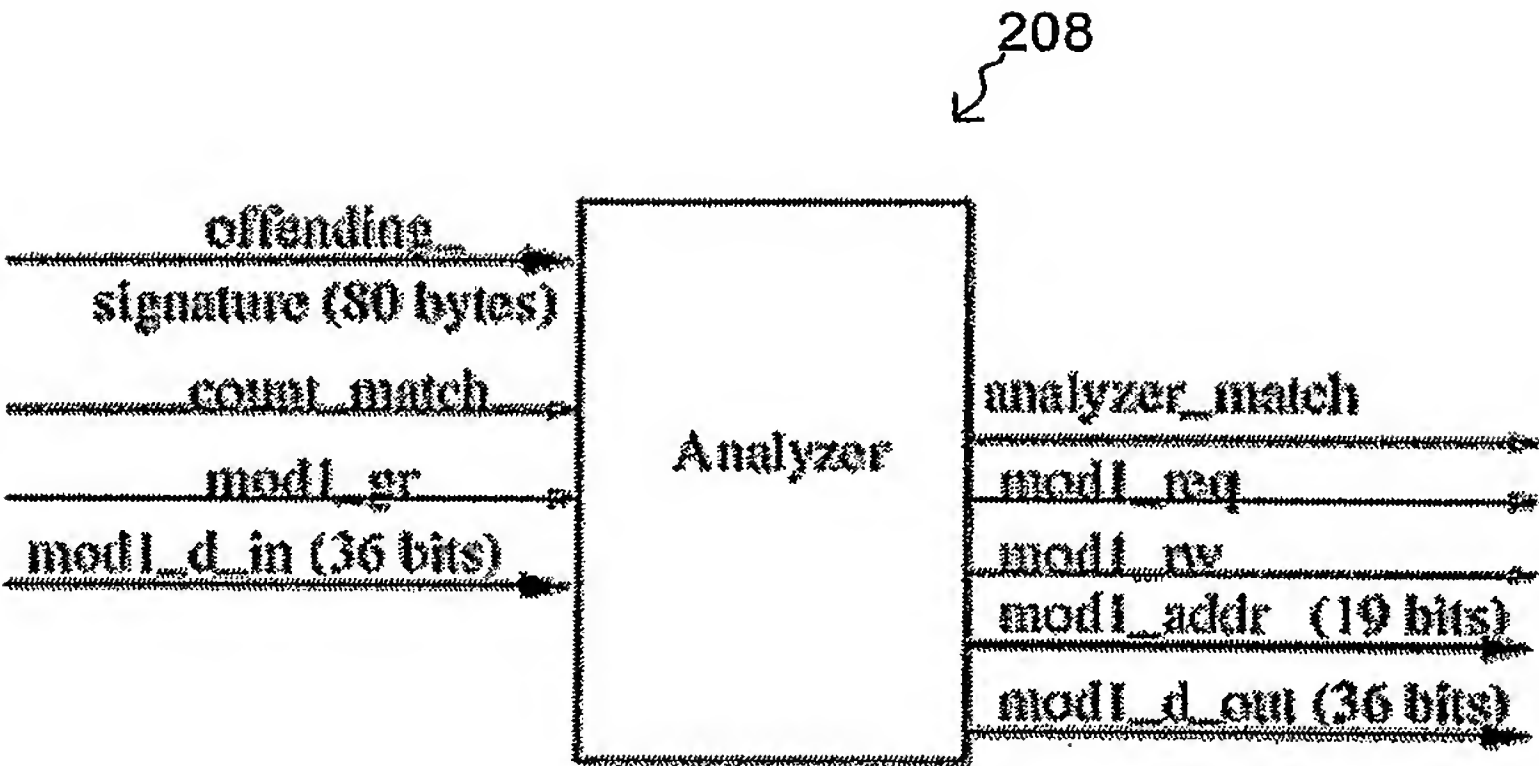 208
offending_
signature (80 bytes)
count_match
mod1_gr
mod1_d_in (36 bits)
Analyzer
analyzer_match
mod1_req
mod1_rw
mod1_addr (19 bits)
mod1_d_out (36 bits)